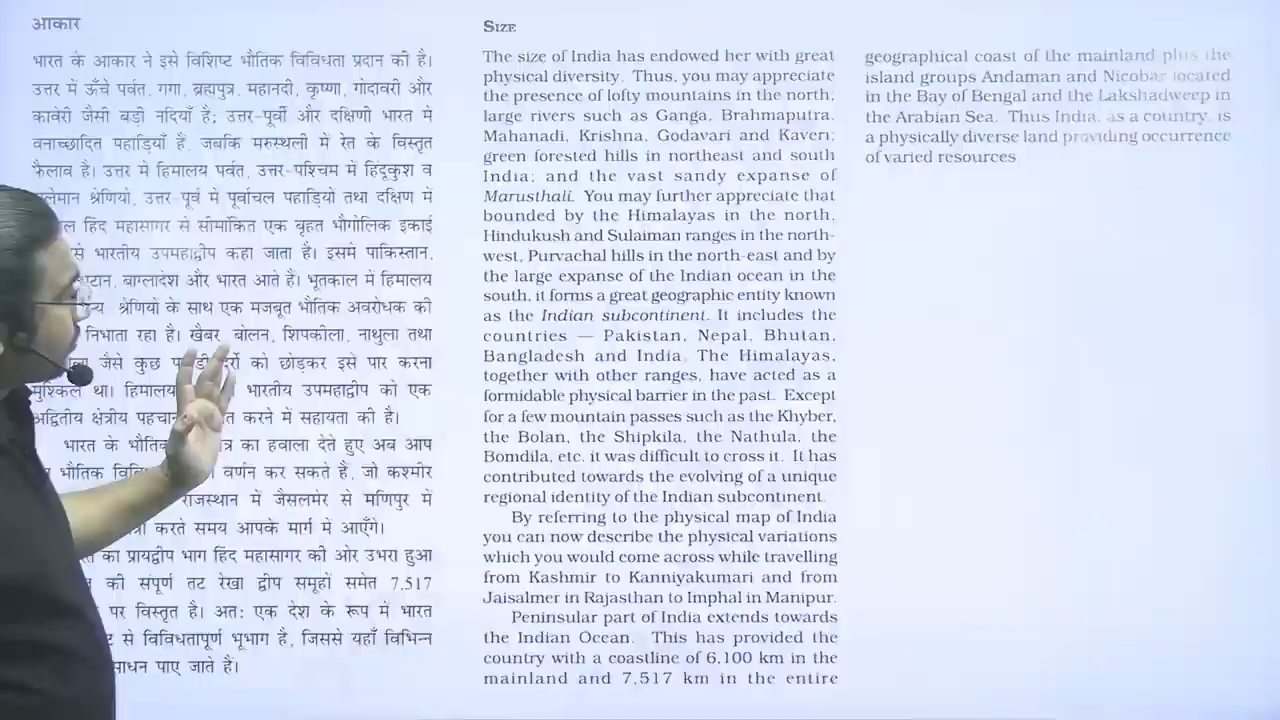 आकार
भारत के आकार ने इसे विशिष्ट भौतिक विविधता प्रदान की है।
उत्तर में ऊँचे पर्वत, गंगा, ब्रह्मपुत्र, महानदी, कृष्णा, गोदावरी और
कावेरी जैसी बड़ी नदियाँ है; उत्तर-पूर्वी और दक्षिणी भारत में
वनाच्छादित पहाड़ियाँ हैं, जबकि मरुस्थली में रेत के विस्तृत
फैलाव है। उत्तर में हिमालय पर्वत, उत्तर-पश्चिम में हिंदूकुश व
श्रेणियो, उत्तर-पूर्व में पूर्वाचल पहाड़ियों तथा दक्षिण में
हिंद महासागर से सीमांकित एक बृहत भौगोलिक इकाई
से भारतीय उपमहाद्वीप कहा जाता है। इसमें पाकिस्तान,
बांग्लादेश और भारत आते हैं। भूतकाल में हिमालय
श्रेणियों के साथ एक मजबूत भौतिक अवरोधक की
निभाता रहा है। खैबर, बोलन, शिपकीला, नाथुला तथा
जैसे कुछ दर्रों को छोड़कर इसे पार करना
मुश्किल था। हिमालय भारतीय उपमहाद्वीप को एक
अद्वितीय क्षेत्रीय पहचान करने में सहायता की है।
भारत के भौतिक का हवाला देते हुए अब आप
भौतिक वर्णन कर सकते हैं, जो कश्मीर
राजस्थान में जैसलमेर से मणिपुर में
करते समय आपके मार्ग में आएँगे।
का प्रायद्वीप भाग हिंद महासागर की ओर उभरा हुआ
की संपूर्ण तट रेखा द्वीप समूहों समेत 7,517
पर विस्तृत है। अत: एक देश के रूप में भारत
से विविधतापूर्ण भूभाग है, जिससे यहाँ विभिन्न
पाए जाते हैं।
SIZE
The size of India has endowed her with great
physical diversity. Thus, you may appreciate
the presence of lofty mountains in the north;
large rivers such as Ganga, Brahmaputra,
Mahanadi, Krishna, Godavari and Kaveri;
green forested hills in northeast and south
India; and the vast sandy expanse of
Marusthali. You may further appreciate that
bounded by the Himalayas in the north,
Hindukush and Sulaiman ranges in the north-
west, Purvachal hills in the north-east and by
the large expanse of the Indian ocean in the
south, it forms a great geographic entity known
as the Indian subcontinent. It includes the
countries — Pakistan, Nepal, Bhutan,
Bangladesh and India. The Himalayas,
together with other ranges, have acted as a
formidable physical barrier in the past. Except
for a few mountain passes such as the Khyber,
the Bolan, the Shipkila, the Nathula, the
Bomdila, etc. it was difficult to cross it. It has
contributed towards the evolving of a unique
regional identity of the Indian subcontinent.
By referring to the physical map of India
you can now describe the physical variations
which you would come across while travelling
from Kashmir to Kanniyakumari and from
Jaisalmer in Rajasthan to Imphal in Manipur.
Peninsular part of India extends towards
the Indian Ocean. This has provided the
country with a coastline of 6,100 km in the
mainland and 7,517 km in the entire
geographical coast of the mainland plus the
island groups Andaman and Nicobar located
in the Bay of Bengal and the Lakshadweep in
the Arabian Sea. Thus India, as a country, is
a physically diverse land providing occurrence
of varied resources